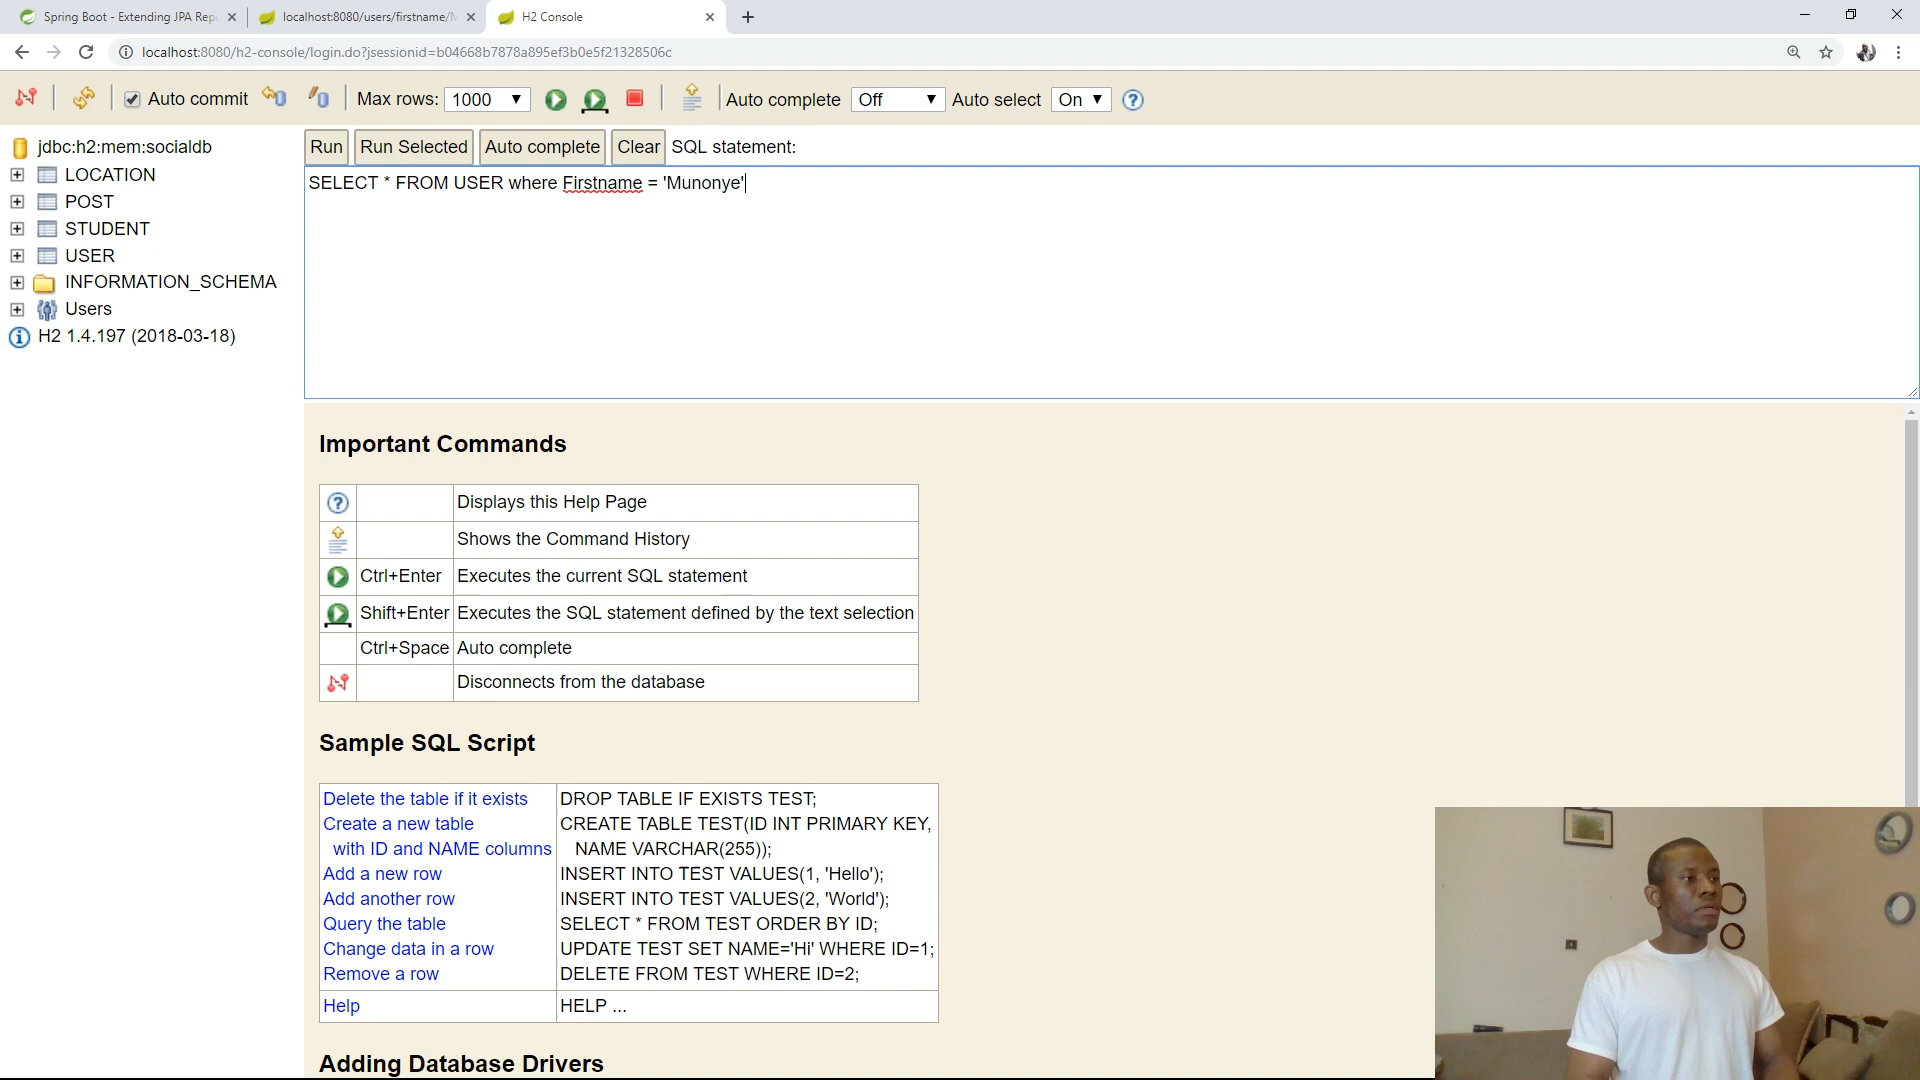 Spring Boot - Extending JPA Rep
localhost:8080/users/firstname/
H2 Console
localhost:8080/h2-console/login.do?jsessionid=b04668b7878a895ef3b0e5f21328506c
Auto commit
Max rows: 1000
Auto complete Off
Auto select On
jdbc:h2:mem:socialdb
LOCATION
POST
STUDENT
USER
INFORMATION_SCHEMA
Users
H2 1.4.197 (2018-03-18)
Run Run Selected Auto complete Clear SQL statement:
SELECT * FROM USER where Firstname = 'Munonye'
Important Commands
Displays this Help Page
Shows the Command History
Ctrl+Enter Executes the current SQL statement
Shift+Enter Executes the SQL statement defined by the text selection
Ctrl+Space Auto complete
Disconnects from the database
Sample SQL Script
Delete the table if it exists DROP TABLE IF EXISTS TEST;
Create a new table CREATE TABLE TEST(ID INT PRIMARY KEY,
with ID and NAME columns NAME VARCHAR(255));
Add a new row INSERT INTO TEST VALUES(1, 'Hello');
Add another row INSERT INTO TEST VALUES(2, 'World');
Query the table SELECT * FROM TEST ORDER BY ID;
Change data in a row UPDATE TEST SET NAME='Hi' WHERE ID=1;
Remove a row DELETE FROM TEST WHERE ID=2;
Help HELP ...
Adding Database Drivers